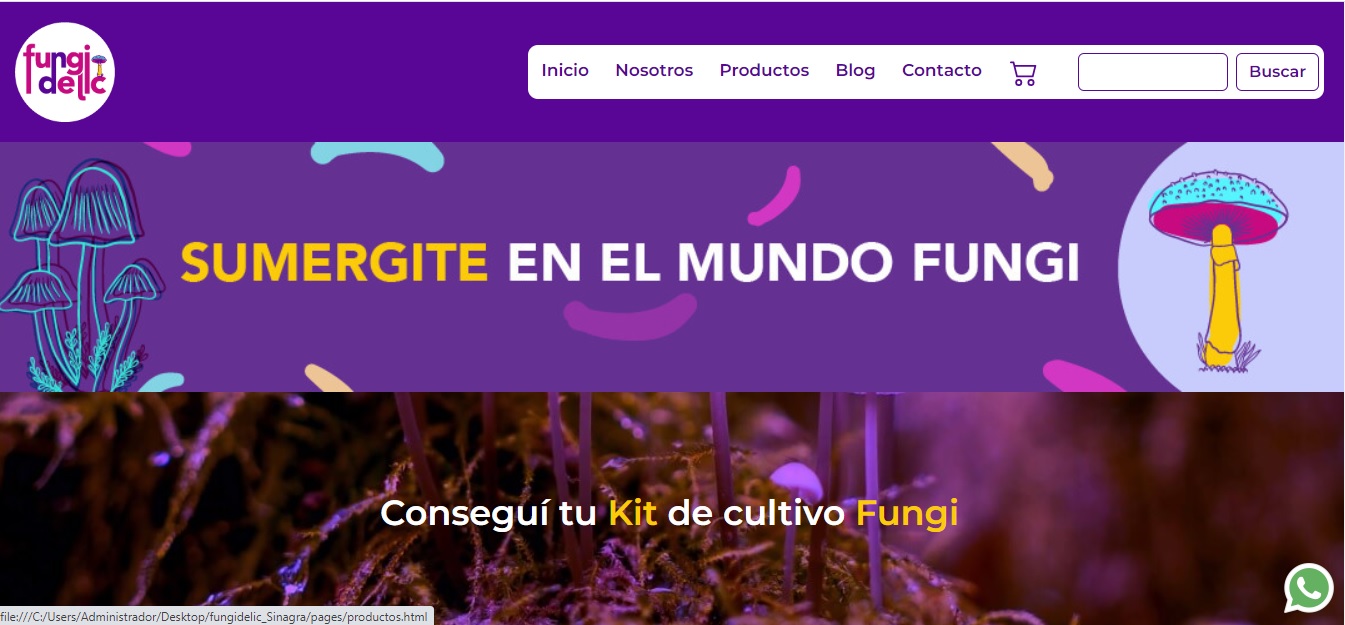 fungi
delic
Inicio Nosotros Productos Blog Contacto Buscar
SUMERGITE EN EL MUNDO FUNGI
Conseguí tu Kit de cultivo Fungi
file:///C:/Users/Administrador/Desktop/fungidelic_Sinagra/pages/productos.html